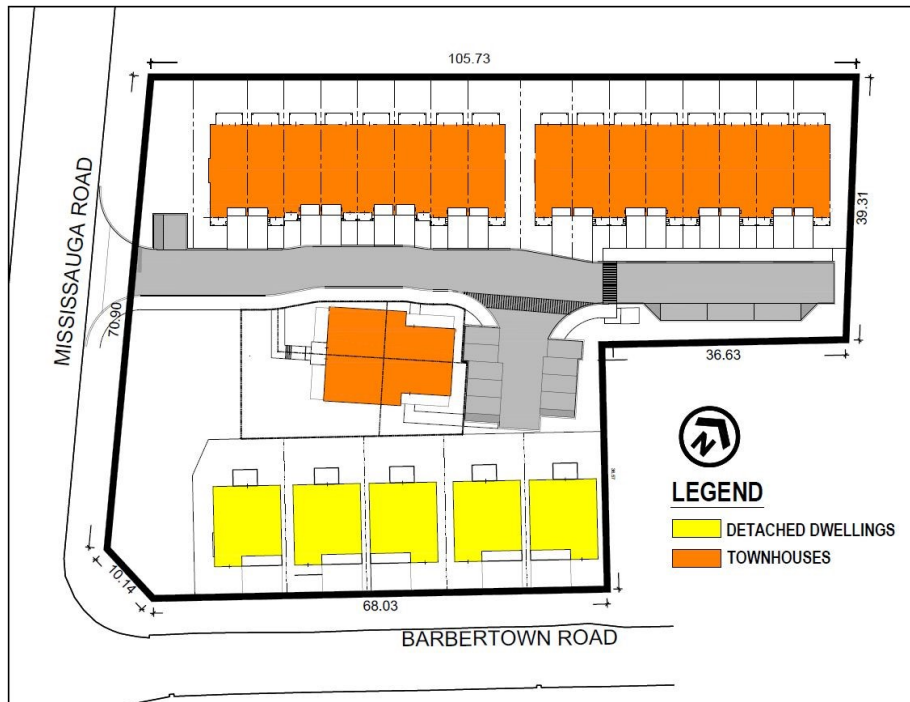 105.73
39.31
MISSISSAUGA ROAD
70.90
36.63
N
LEGEND
DETACHED DWELLINGS
TOWNHOUSES
10.14
68.03
BARBERTOWN ROAD